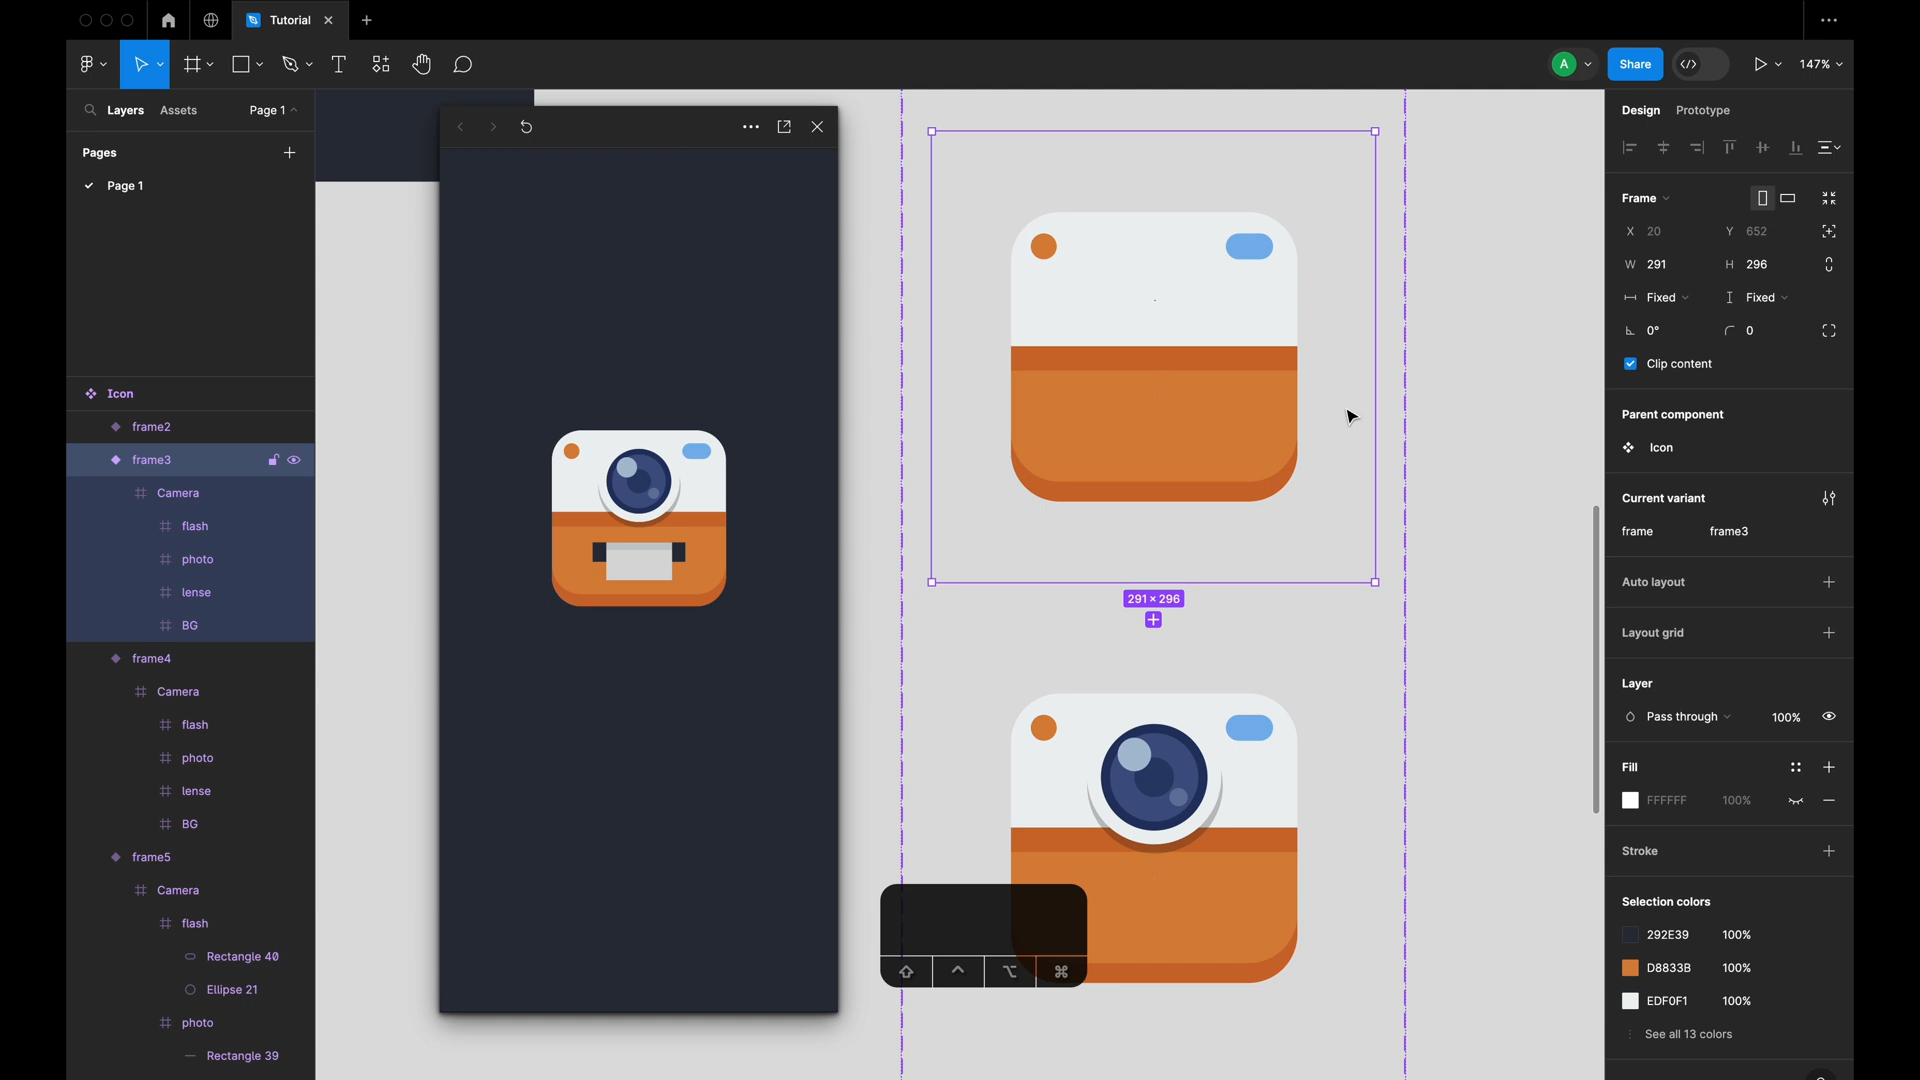 Tutorial
A
Share
147%
Layers
Assets
Page 1
Pages
Page 1
Icon
frame2
frame3
Camera
flash
photo
lense
BG
frame4
Camera
flash
photo
lense
BG
frame5
Camera
flash
Rectangle 40
Ellipse 21
photo
Rectangle 39
291 × 296
Design
Prototype
Frame
X 20 Y 652
W 291 H 296
Fixed Fixed
0° 0
Clip content
Parent component
Icon
Current variant
frame frame3
Auto layout
Layout grid
Layer
Pass through 100%
Fill
FFFFFF 100%
Stroke
Selection colors
292E39 100%
D8833B 100%
EDF0F1 100%
See all 13 colors